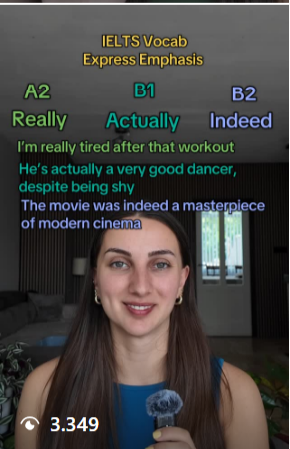 IELTS Vocab
Express Emphasis
A2 B1 B2
Really Actually Indeed
I'm really tired after that workout
He's actually a very good dancer,
despite being shy
The movie was indeed a masterpiece
of modern cinema
3.349